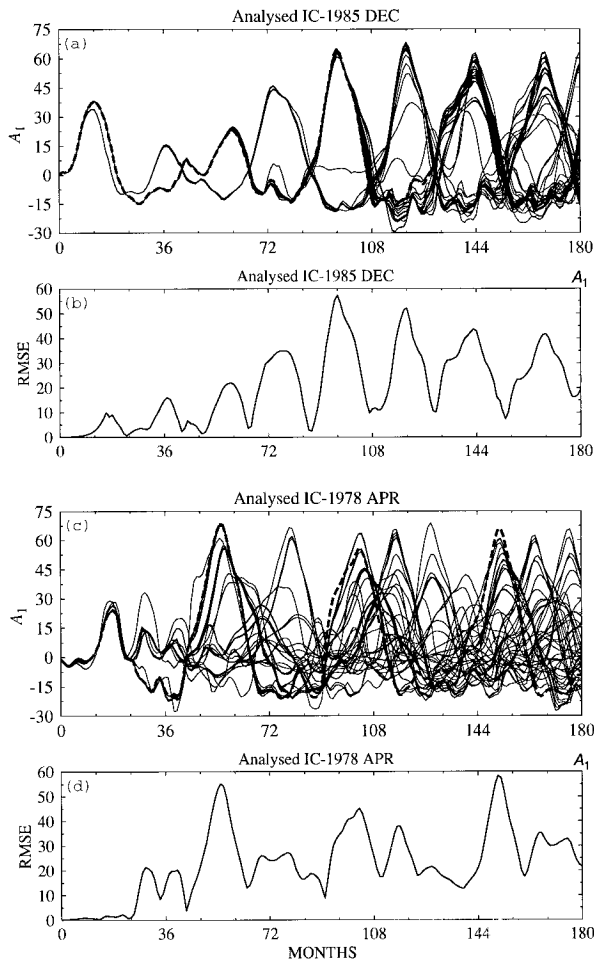 Analysed IC-1985 DEC
(a)
75
60
45
30
15
0
-15
-30
A1
0 36 72 108 144 180
Analysed IC-1985 DEC A1
(b)
60
50
40
30
20
10
0
RMSE
0 36 72 108 144 180
Analysed IC-1978 APR
(c)
75
60
45
30
15
0
-15
-30
A1
0 36 72 108 144 180
Analysed IC-1978 APR A1
(d)
60
50
40
30
20
10
0
RMSE
0 36 72 108 144 180
MONTHS